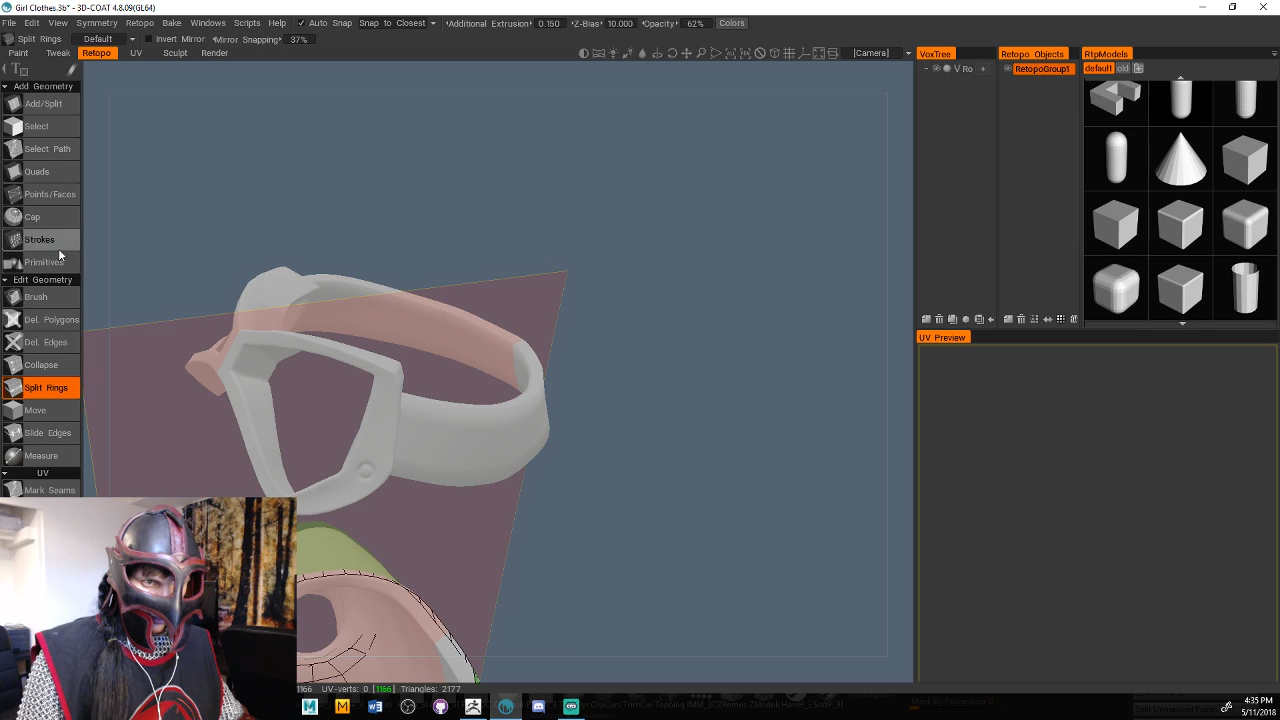 Girl Clothes.3b* - 3D-COAT 4.8.09(GL64)
File Edit View Symmetry Retopo Bake Windows Scripts Help Auto Snap Snap to Closest Additional Extrusion 0.150 Z-Bias 10.000 Opacity 62% Colors
Split Rings Default Invert Mirror Mirror Snapping 37%
Paint Tweak Retopo UV Sculpt Render [Camera] VoxTree Retopo Objects RtpModels
V Ro + RetopoGroup1 default old
Add Geometry
Add/Split
Select
Select Path
Quads
Points/Faces
Cap
Strokes
Primitives
Edit Geometry
Brush
Del. Polygons
Del. Edges
UV Preview
Collapse
Split Rings
Move
Slide Edges
Measure
UV
Mark Seams
1166 UV-verts: 0 [1166] Triangles: 2177
4:35 PM
5/11/2018